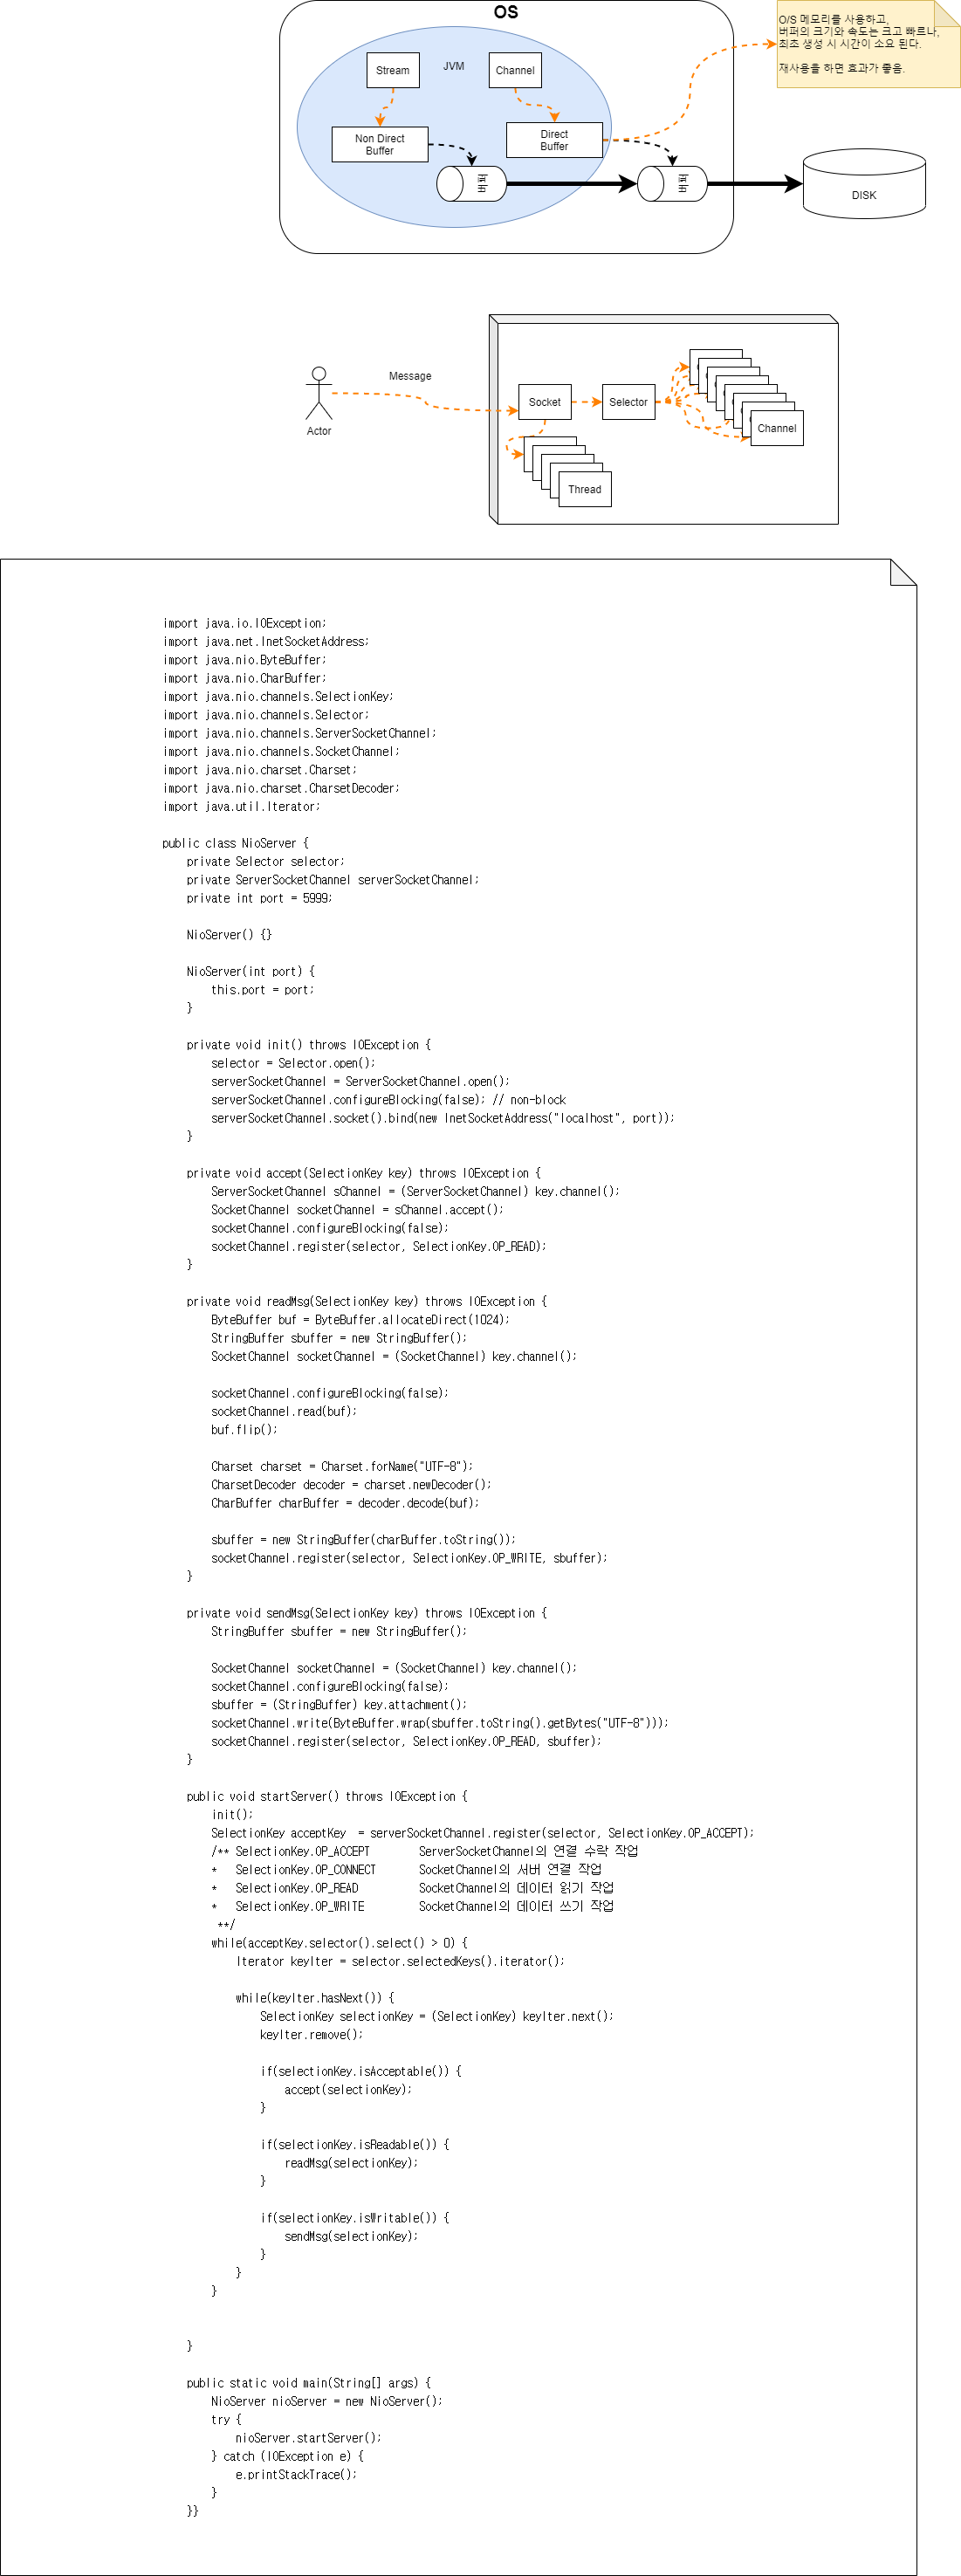 OS
O/S 메모리를 사용하고,
버퍼의 크기와 속도는 크고 빠르나,
최초 생성 시 시간이 소요 된다.
재사용을 하면 효과가 좋음.
JVM
Stream
Channel
Non Direct
Buffer
Direct
Buffer
버퍼
버퍼
DISK
Message
Actor
Socket
Selector
Channel
Thread
import java.io.IOException;
import java.net.InetSocketAddress;
import java.nio.ByteBuffer;
import java.nio.CharBuffer;
import java.nio.channels.SelectionKey;
import java.nio.channels.Selector;
import java.nio.channels.ServerSocketChannel;
import java.nio.channels.SocketChannel;
import java.nio.charset.Charset;
import java.nio.charset.CharsetDecoder;
import java.util.Iterator;
public class NioServer {
    private Selector selector;
    private ServerSocketChannel serverSocketChannel;
    private int port = 5999;
    NioServer() {}
    NioServer(int port) {
        this.port = port;
    }
    private void init() throws IOException {
        selector = Selector.open();
        serverSocketChannel = ServerSocketChannel.open();
        serverSocketChannel.configureBlocking(false); // non-block
        serverSocketChannel.socket().bind(new InetSocketAddress("localhost", port));
    }
    private void accept(SelectionKey key) throws IOException {
        ServerSocketChannel sChannel = (ServerSocketChannel) key.channel();
        SocketChannel socketChannel = sChannel.accept();
        socketChannel.configureBlocking(false);
        socketChannel.register(selector, SelectionKey.OP_READ);
    }
    private void readMsg(SelectionKey key) throws IOException {
        ByteBuffer buf = ByteBuffer.allocateDirect(1024);
        StringBuffer sbuffer = new StringBuffer();
        SocketChannel socketChannel = (SocketChannel) key.channel();
        socketChannel.configureBlocking(false);
        socketChannel.read(buf);
        buf.flip();
        Charset charset = Charset.forName("UTF-8");
        CharsetDecoder decoder = charset.newDecoder();
        CharBuffer charBuffer = decoder.decode(buf);
        sbuffer = new StringBuffer(charBuffer.toString());
        socketChannel.register(selector, SelectionKey.OP_WRITE, sbuffer);
    }
    private void sendMsg(SelectionKey key) throws IOException {
        StringBuffer sbuffer = new StringBuffer();
        SocketChannel socketChannel = (SocketChannel) key.channel();
        socketChannel.configureBlocking(false);
        sbuffer = (StringBuffer) key.attachment();
        socketChannel.write(ByteBuffer.wrap(sbuffer.toString().getBytes("UTF-8")));
        socketChannel.register(selector, SelectionKey.OP_READ, sbuffer);
    }
    public void startServer() throws IOException {
        init();
        SelectionKey acceptKey  = serverSocketChannel.register(selector, SelectionKey.OP_ACCEPT);
        /** SelectionKey.OP_ACCEPT        ServerSocketChannel의 연결 수락 작업
        *   SelectionKey.OP_CONNECT       SocketChannel의 서버 연결 작업
        *   SelectionKey.OP_READ          SocketChannel의 데이터 읽기 작업
        *   SelectionKey.OP_WRITE         SocketChannel의 데이터 쓰기 작업
         **/
        while(acceptKey.selector().select() > 0) {
            Iterator keyIter = selector.selectedKeys().iterator();
            while(keyIter.hasNext()) {
                SelectionKey selectionKey = (SelectionKey) keyIter.next();
                keyIter.remove();
                if(selectionKey.isAcceptable()) {
                    accept(selectionKey);
                }
                if(selectionKey.isReadable()) {
                    readMsg(selectionKey);
                }
                if(selectionKey.isWritable()) {
                    sendMsg(selectionKey);
                }
            }
        }
    }
    public static void main(String[] args) {
        NioServer nioServer = new NioServer();
        try {
            nioServer.startServer();
        } catch (IOException e) {
            e.printStackTrace();
        }
    }}